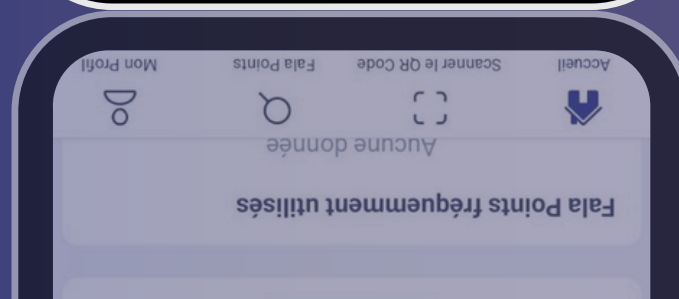 Fala Points fréquemment utilisés
Aucune donnée
Accueil
Scanner le QR Code
Fala Points
Mon Profil